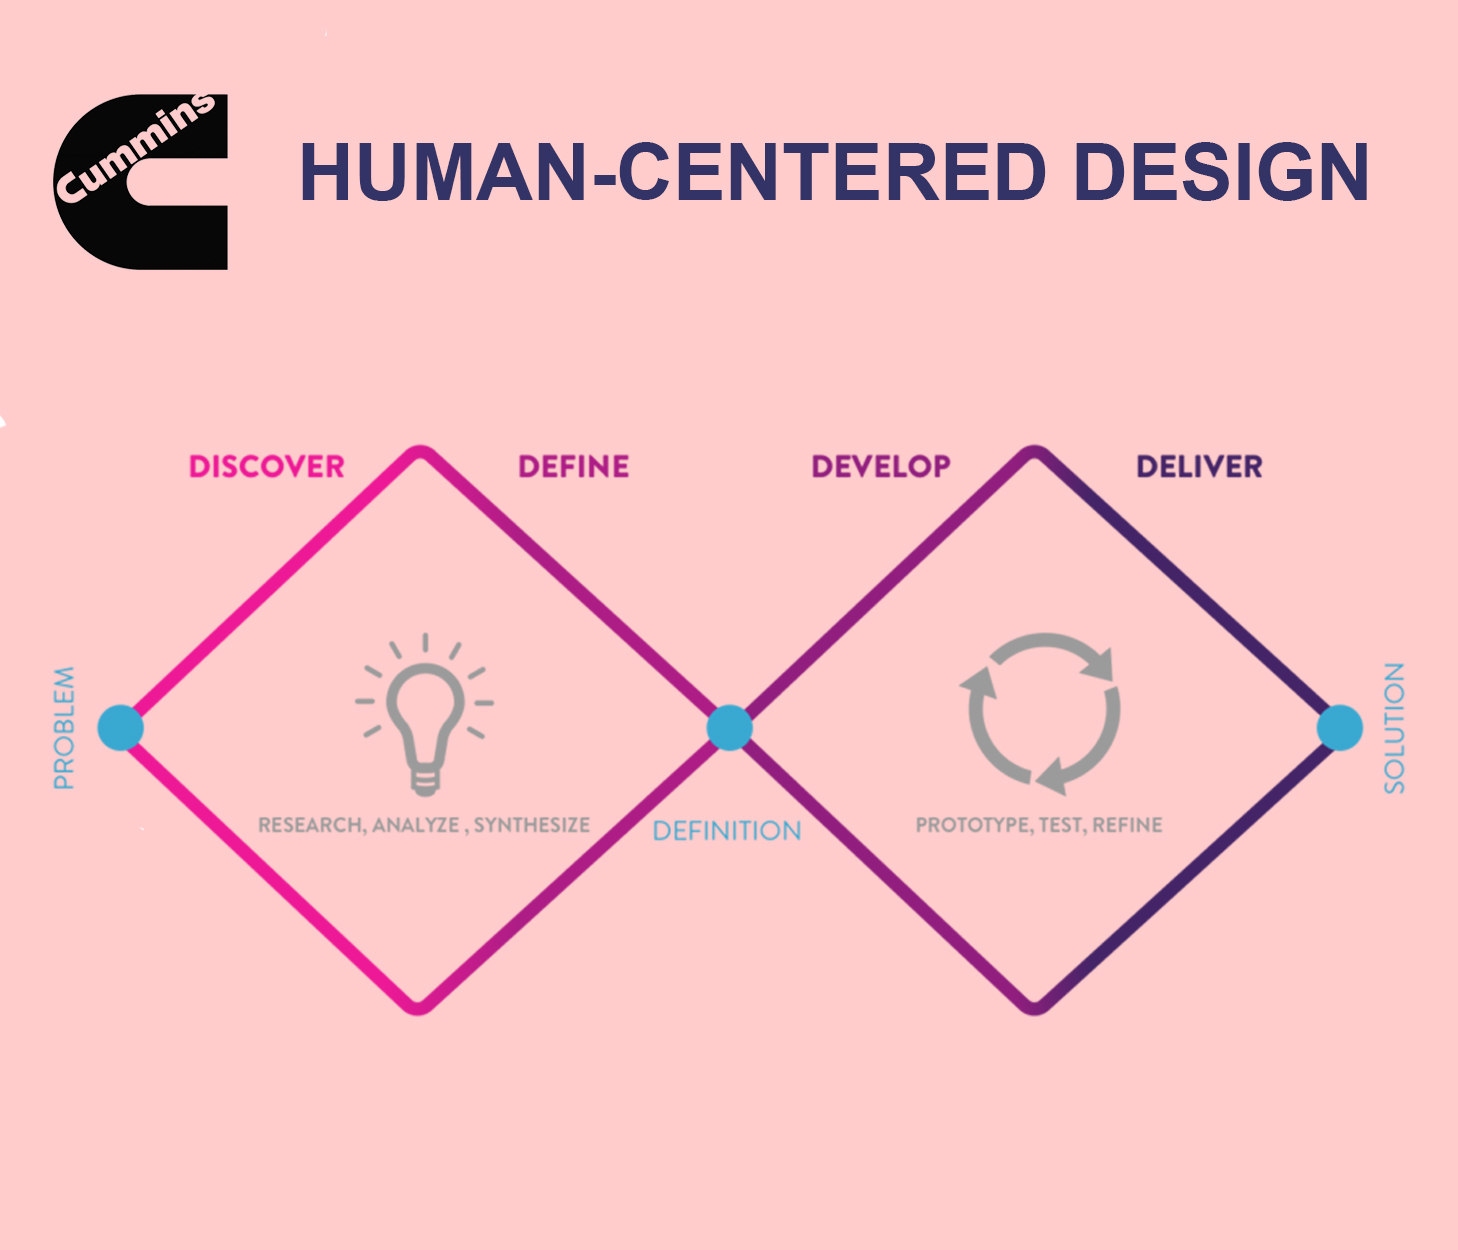 Cummins
HUMAN-CENTERED DESIGN
DISCOVER
DEFINE
DEVELOP
DELIVER
PROBLEM
SOLUTION
RESEARCH, ANALYZE , SYNTHESIZE
DEFINITION
PROTOTYPE, TEST, REFINE